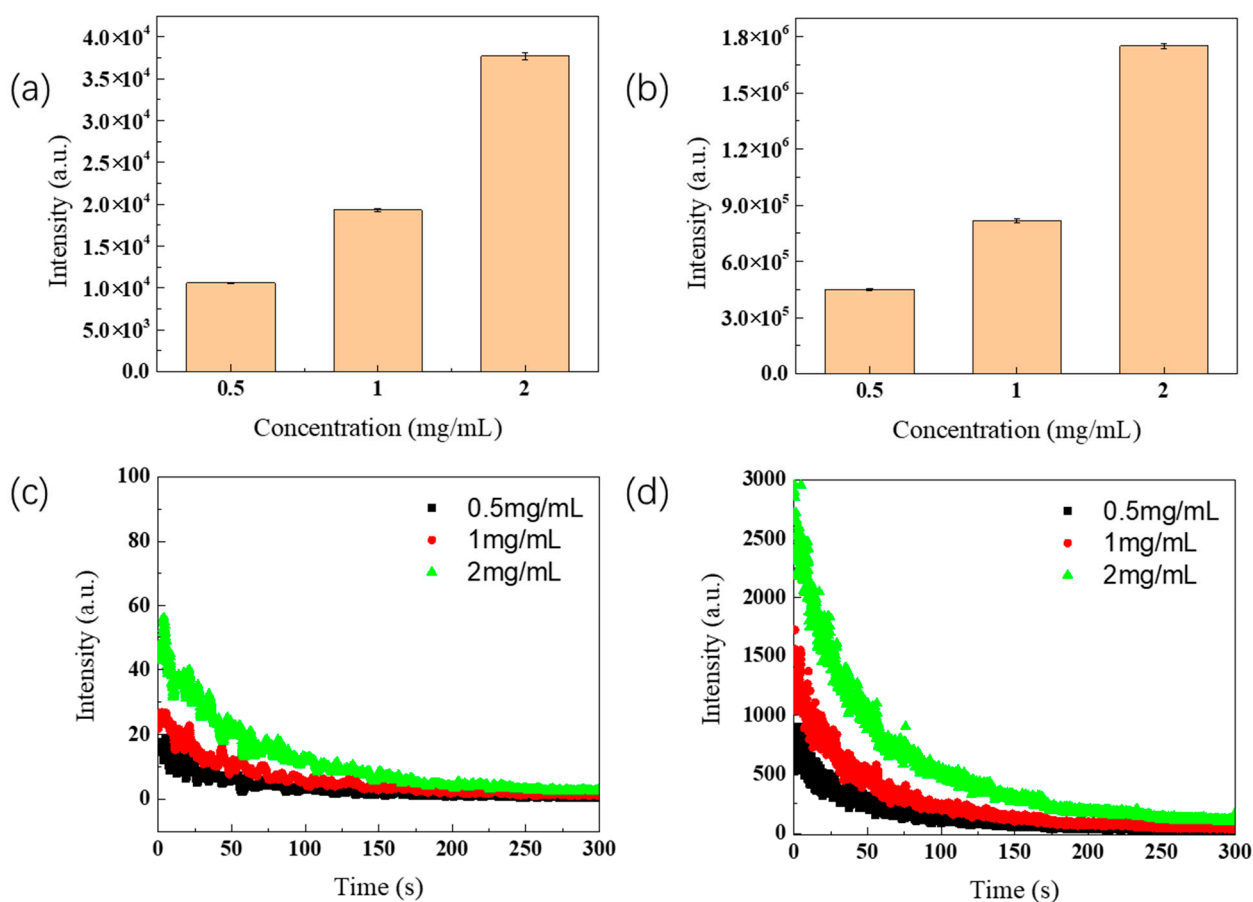 (a)
4.0×10⁴
3.5×10⁴
3.0×10⁴
2.5×10⁴
2.0×10⁴
1.5×10⁴
1.0×10⁴
5.0×10³
0.0
Intensity (a.u.)
0.5 1 2
Concentration (mg/mL)
(b)
1.8×10⁶
1.5×10⁶
1.2×10⁶
9.0×10⁵
6.0×10⁵
3.0×10⁵
0.0
Intensity (a.u.)
0.5 1 2
Concentration (mg/mL)
(c)
100
80
60
40
20
0
Intensity (a.u.)
0.5mg/mL
1mg/mL
2mg/mL
0 50 100 150 200 250 300
Time (s)
(d)
3000
2500
2000
1500
1000
500
0
Intensity (a.u.)
0.5mg/mL
1mg/mL
2mg/mL
0 50 100 150 200 250 300
Time (s)